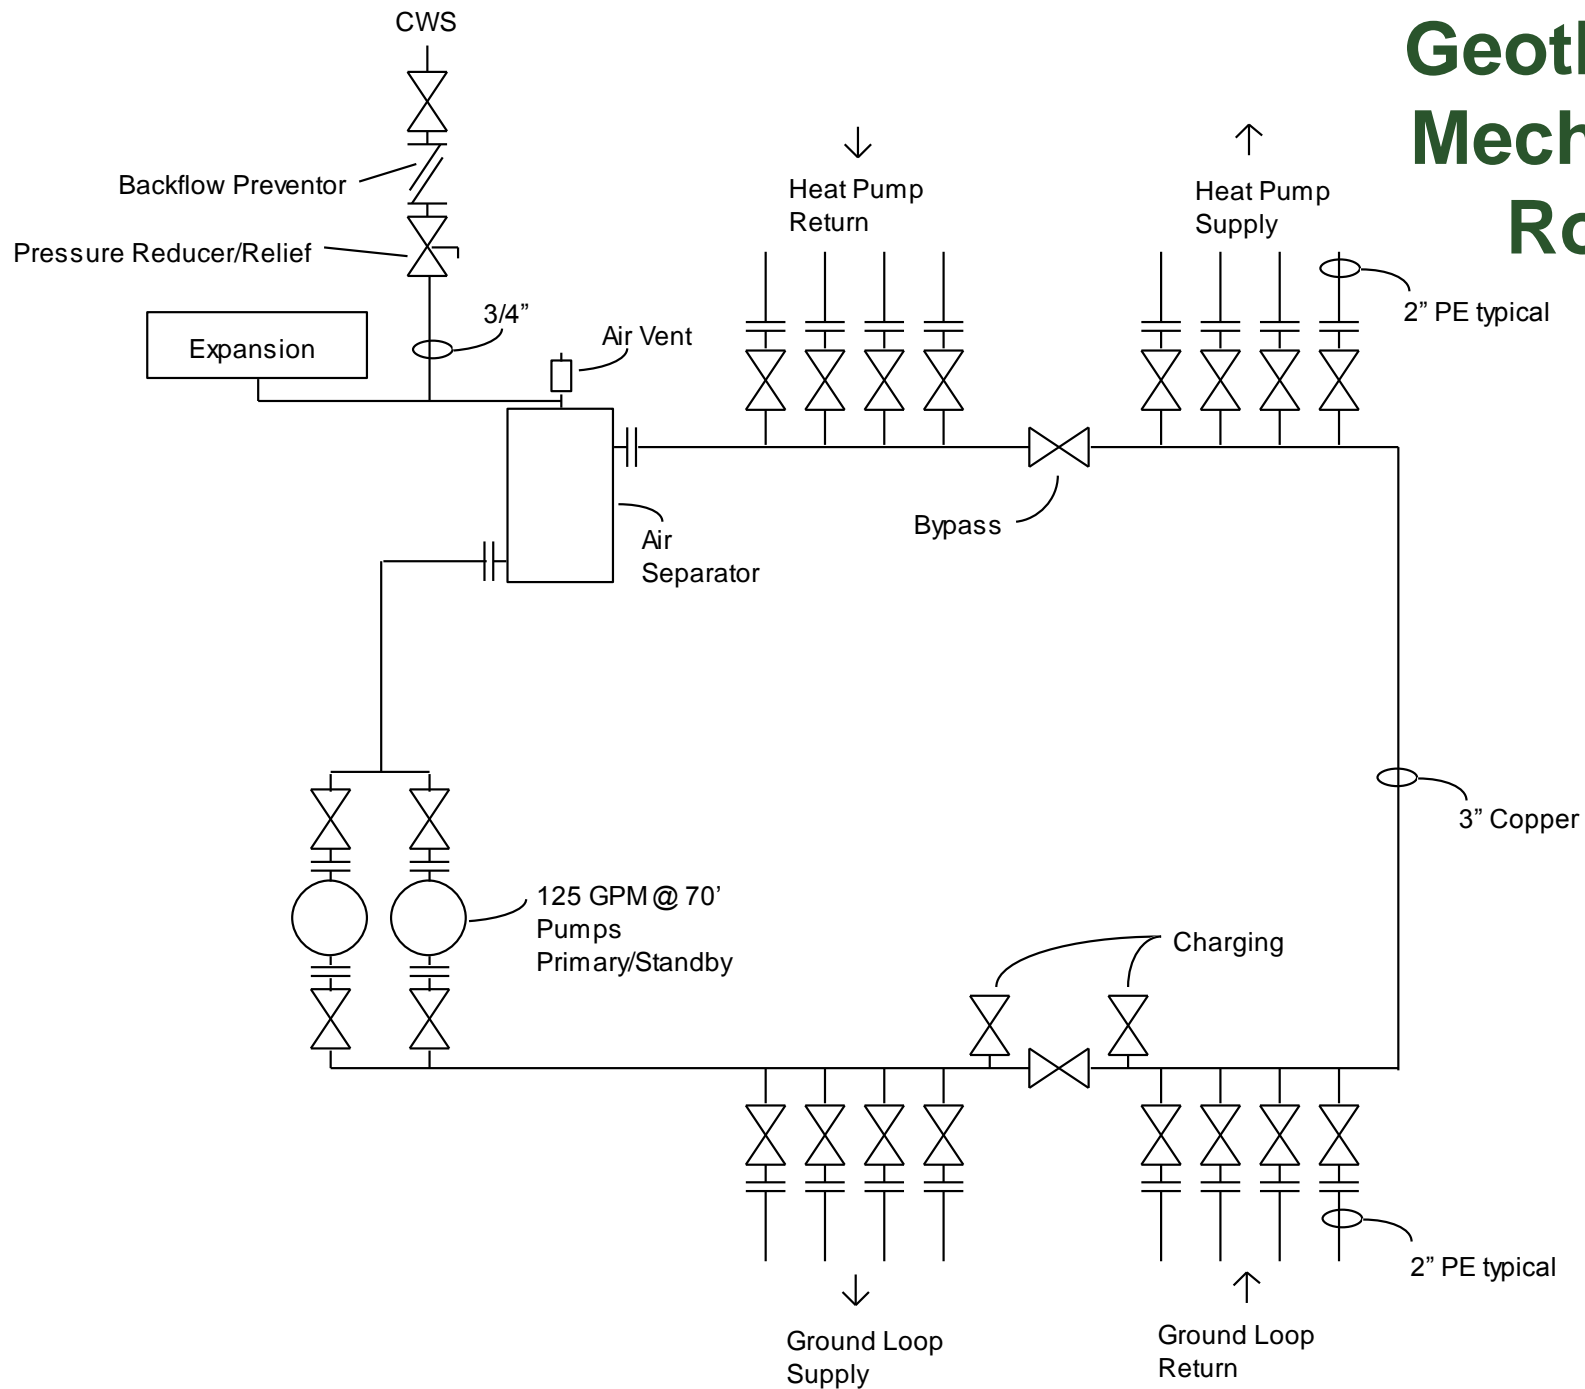 CWS
Geotl
Mech
Ro
Backflow Preventor
Pressure Reducer/Relief
Heat Pump
Return
Heat Pump
Supply
2” PE typical
3/4”
Air Vent
Expansion
Bypass
Air
Separator
3” Copper
125 GPM @ 70’
Pumps
Primary/Standby
Charging
2” PE typical
Ground Loop
Supply
Ground Loop
Return